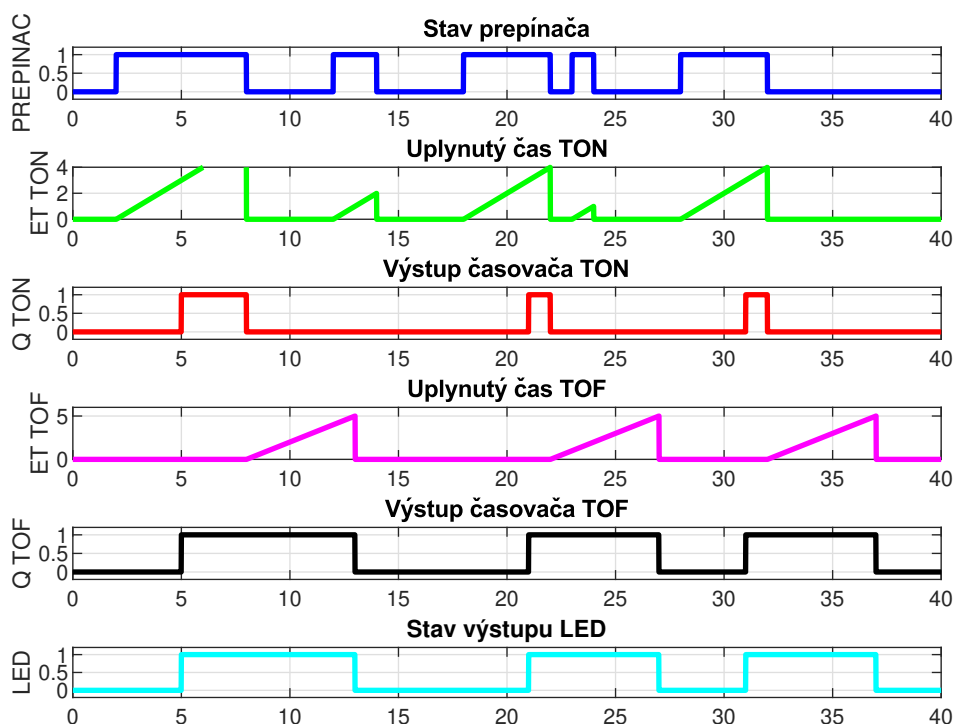 Stav prepínača
PREPINAC
1
0.5
0
0 5 10 15 20 25 30 35 40
Uplynutý čas TON
ET TON
4
2
0
0 5 10 15 20 25 30 35 40
Výstup časovača TON
Q TON
1
0.5
0
0 5 10 15 20 25 30 35 40
Uplynutý čas TOF
ET TOF
5
0
0 5 10 15 20 25 30 35 40
Výstup časovača TOF
Q TOF
1
0.5
0
0 5 10 15 20 25 30 35 40
Stav výstupu LED
LED
1
0.5
0
0 5 10 15 20 25 30 35 40